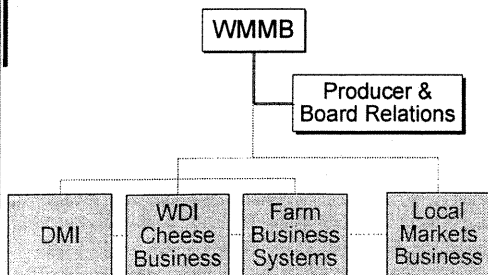 WMMB
Producer &
Board Relations
DMI
WDI
Cheese
Business
Farm
Business
Systems
Local
Markets
Business